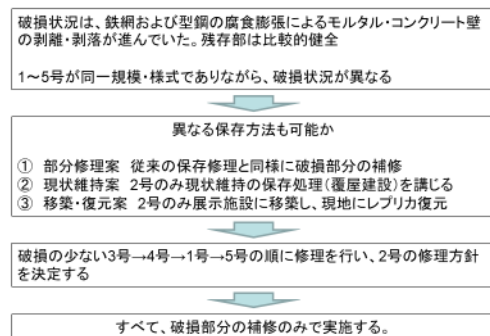 破損状況は、鉄網および型鋼の腐食膨張によるモルタル・コンクリート壁
の剥離・剥落が進んでいた。残存部は比較的健全
1～5号が同一規模・様式でありながら、破損状況が異なる
異なる保存方法も可能か
① 部分修理案 従来の保存修理と同様に破損部分の補修
② 現状維持案 2号のみ現状維持の保存処理(覆屋建設)を講じる
③ 移築・復元案 2号のみ展示施設に移築し、現地にレプリカ復元
破損の少ない3号→4号→1号→5号の順に修理を行い、2号の修理方針
を決定する
すべて、破損部分の補修のみで実施する。